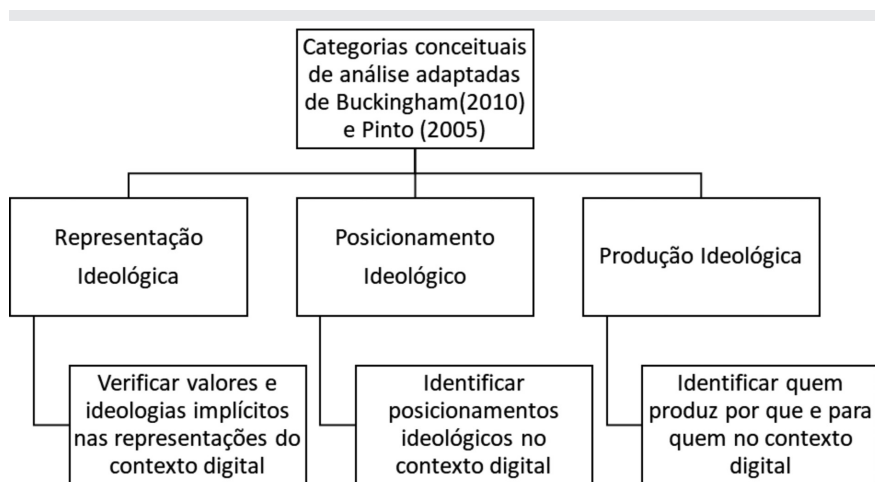 Categorias conceituais
de análise adaptadas
de Buckingham(2010)
e Pinto (2005)
Representação
Ideológica
Posicionamento
Ideológico
Produção Ideológica
Verificar valores e
ideologias implícitos
nas representações do
contexto digital
Identificar
posicionamentos
ideológicos no
contexto digital
Identificar quem
produz por que e para
quem no contexto
digital